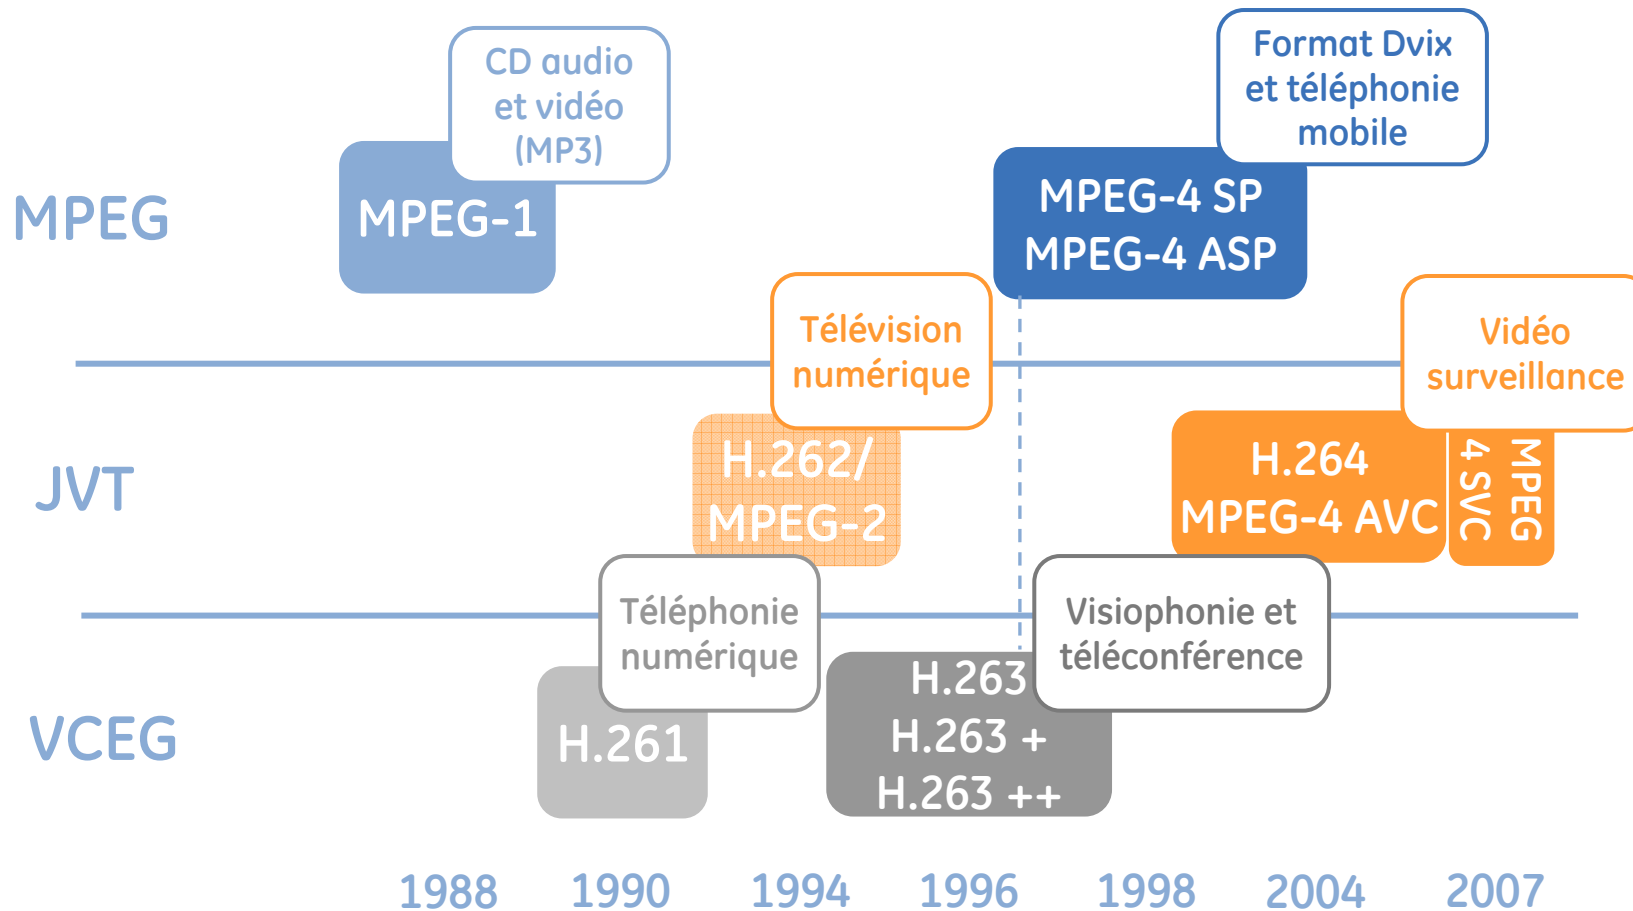 CD audio
et vidéo
(MP3)
Format Dvix
et téléphonie
mobile
MPEG
MPEG-1
MPEG-4 SP
MPEG-4 ASP
Télévision
numérique
Vidéo
surveillance
JVT
H.262/
MPEG-2
H.264
MPEG-4 AVC
MPEG
4 SVC
Téléphonie
numérique
Visiophonie et
téléconférence
VCEG
H.261
H.263
H.263 +
H.263 ++
1988 1990 1994 1996 1998 2004 2007